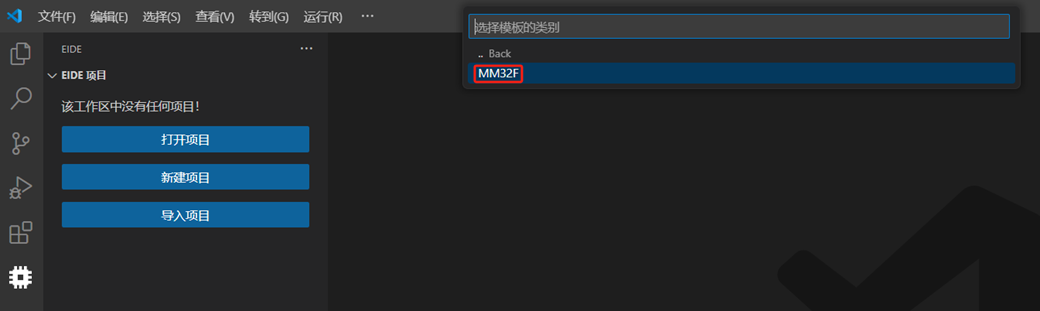 文件(F) 编辑(E) 选择(S) 查看(V) 转到(G) 运行(R) ···
选择模板的类别
.. Back
MM32F
EIDE ···
EIDE 项目
该工作区中没有任何项目！
打开项目
新建项目
导入项目